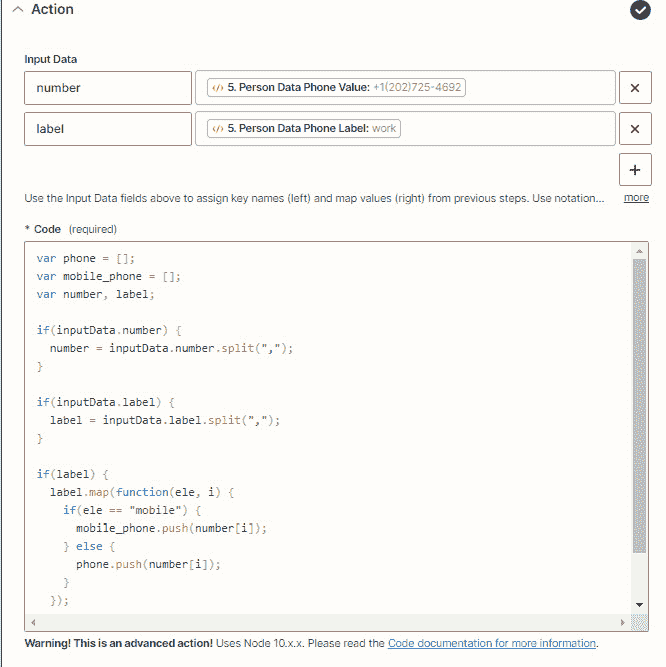 Action
Input Data
number
</> 5. Person Data Phone Value: +1(202)725-4692
label
</> 5. Person Data Phone Label: work
Use the Input Data fields above to assign key names (left) and map values (right) from previous steps. Use notation... more
* Code (required)
var phone = [];
var mobile_phone = [];
var number, label;
if(inputData.number) {
number = inputData.number.split(",");
}
if(inputData.label) {
label = inputData.label.split(",");
}
if(label) {
label.map(function(ele, i) {
if(ele == "mobile") {
mobile_phone.push(number[i]);
} else {
phone.push(number[i]);
}
});
Warning! This is an advanced action! Uses Node 10.x.x. Please read the Code documentation for more information.